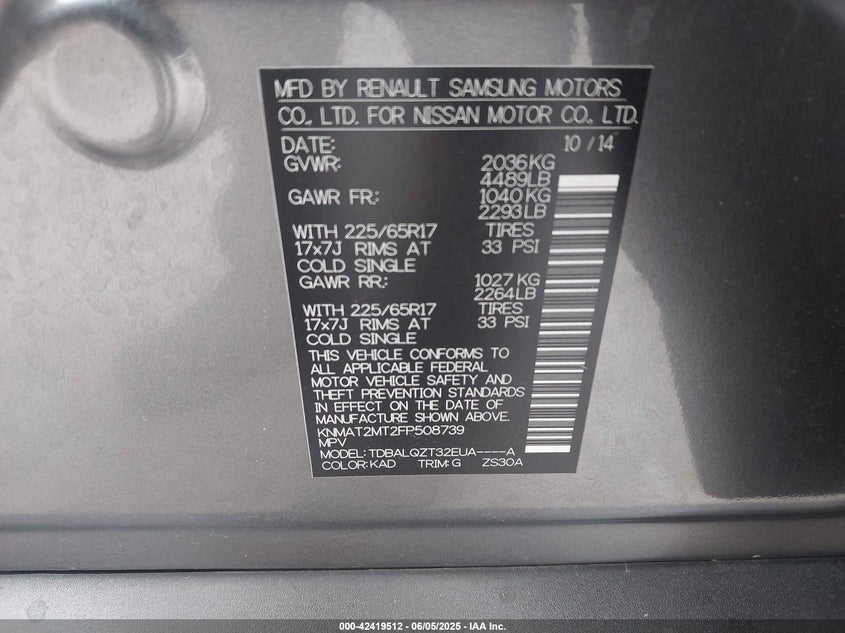 MFD BY RENAULT SAMSUNG MOTORS
CO., LTD. FOR NISSAN MOTOR CO., LTD.
DATE: 10 /14
GVWR: 2036KG
4489LB
GAWR FR: 1040KG
2293LB
WITH 225/65R17 TIRES
17x7J RIMS AT 33 PSI
COLD SINGLE
GAWR RR: 1027KG
2264LB
WITH 225/65R17 TIRES
17x7J RIMS AT 33 PSI
COLD SINGLE
THIS VEHICLE CONFORMS TO
ALL APPLICABLE FEDERAL
MOTOR VEHICLE SAFETY AND
THEFT PREVENTION STANDARDS
IN EFFECT ON THE DATE OF
MANUFACTURE SHOWN ABOVE.
KNMAT2MT2FP508739
MPV
MODEL: TDBALQZT32EUA----A
COLOR:KAD TRIM:G ZS30A
000-42419512 - 06/05/2025 - IAA Inc.